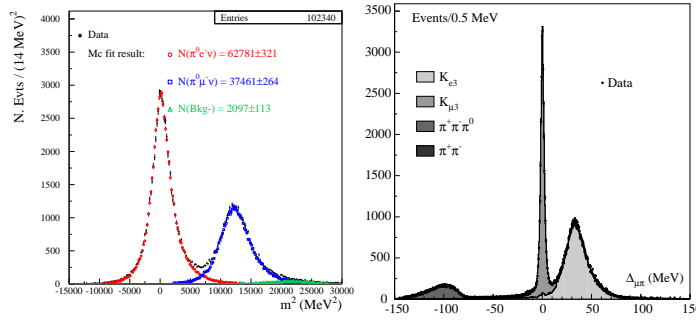 Entries 102340
N. Evts / (14 MeV)²
Data
Mc fit result:
N(π⁰e⁻ν) = 62781±321
N(π⁰μ⁻ν) = 37461±264
N(Bkg-) = 2097±113
4000
3500
3000
2500
2000
1500
1000
500
0
-15000 -10000 -5000 0 5000 10000 15000 20000 25000 30000
m² (MeV²)
Events/0.5 MeV
3500
3000
2500
2000
1500
1000
500
0
Kₑ₃
K_μ3
π⁺π⁻π⁰
π⁺π⁻
Data
-150 -100 -50 0 50 100 150
Δ_μπ (MeV)